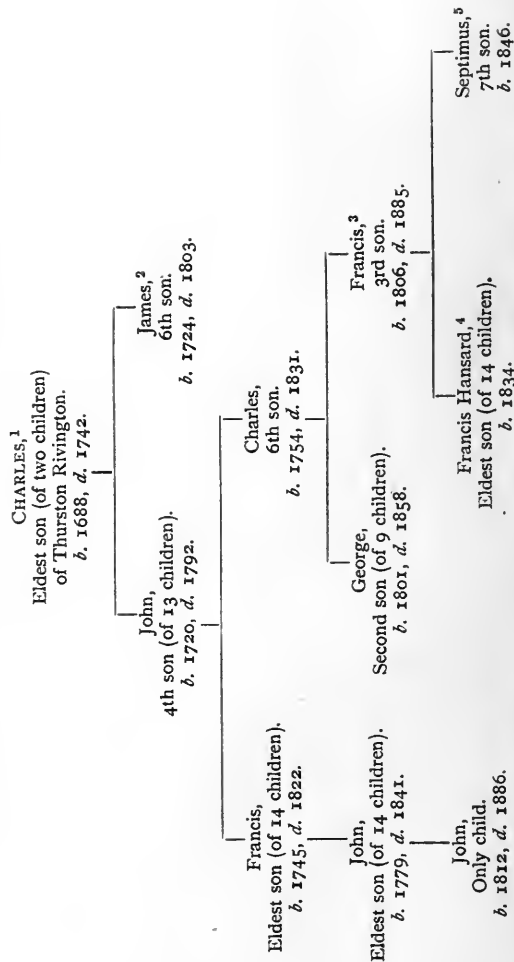 CHARLES,¹
Eldest son (of two children)
of Thurston Rivington.
b. 1688, d. 1742.
John,
4th son (of 13 children).
b. 1720, d. 1792.
James,²
6th son.
b. 1724, d. 1803.
Francis,
Eldest son (of 14 children).
b. 1745, d. 1822.
Charles,
6th son.
b. 1754, d. 1831.
John,
Eldest son (of 14 children).
b. 1779, d. 1841.
George,
Second son (of 9 children).
b. 1801, d. 1858.
Francis,³
3rd son.
b. 1806, d. 1885.
John,
Only child.
b. 1812, d. 1886.
Francis Hansard,⁴
Eldest son (of 14 children).
b. 1834.
Septimus,⁵
7th son.
b. 1846.